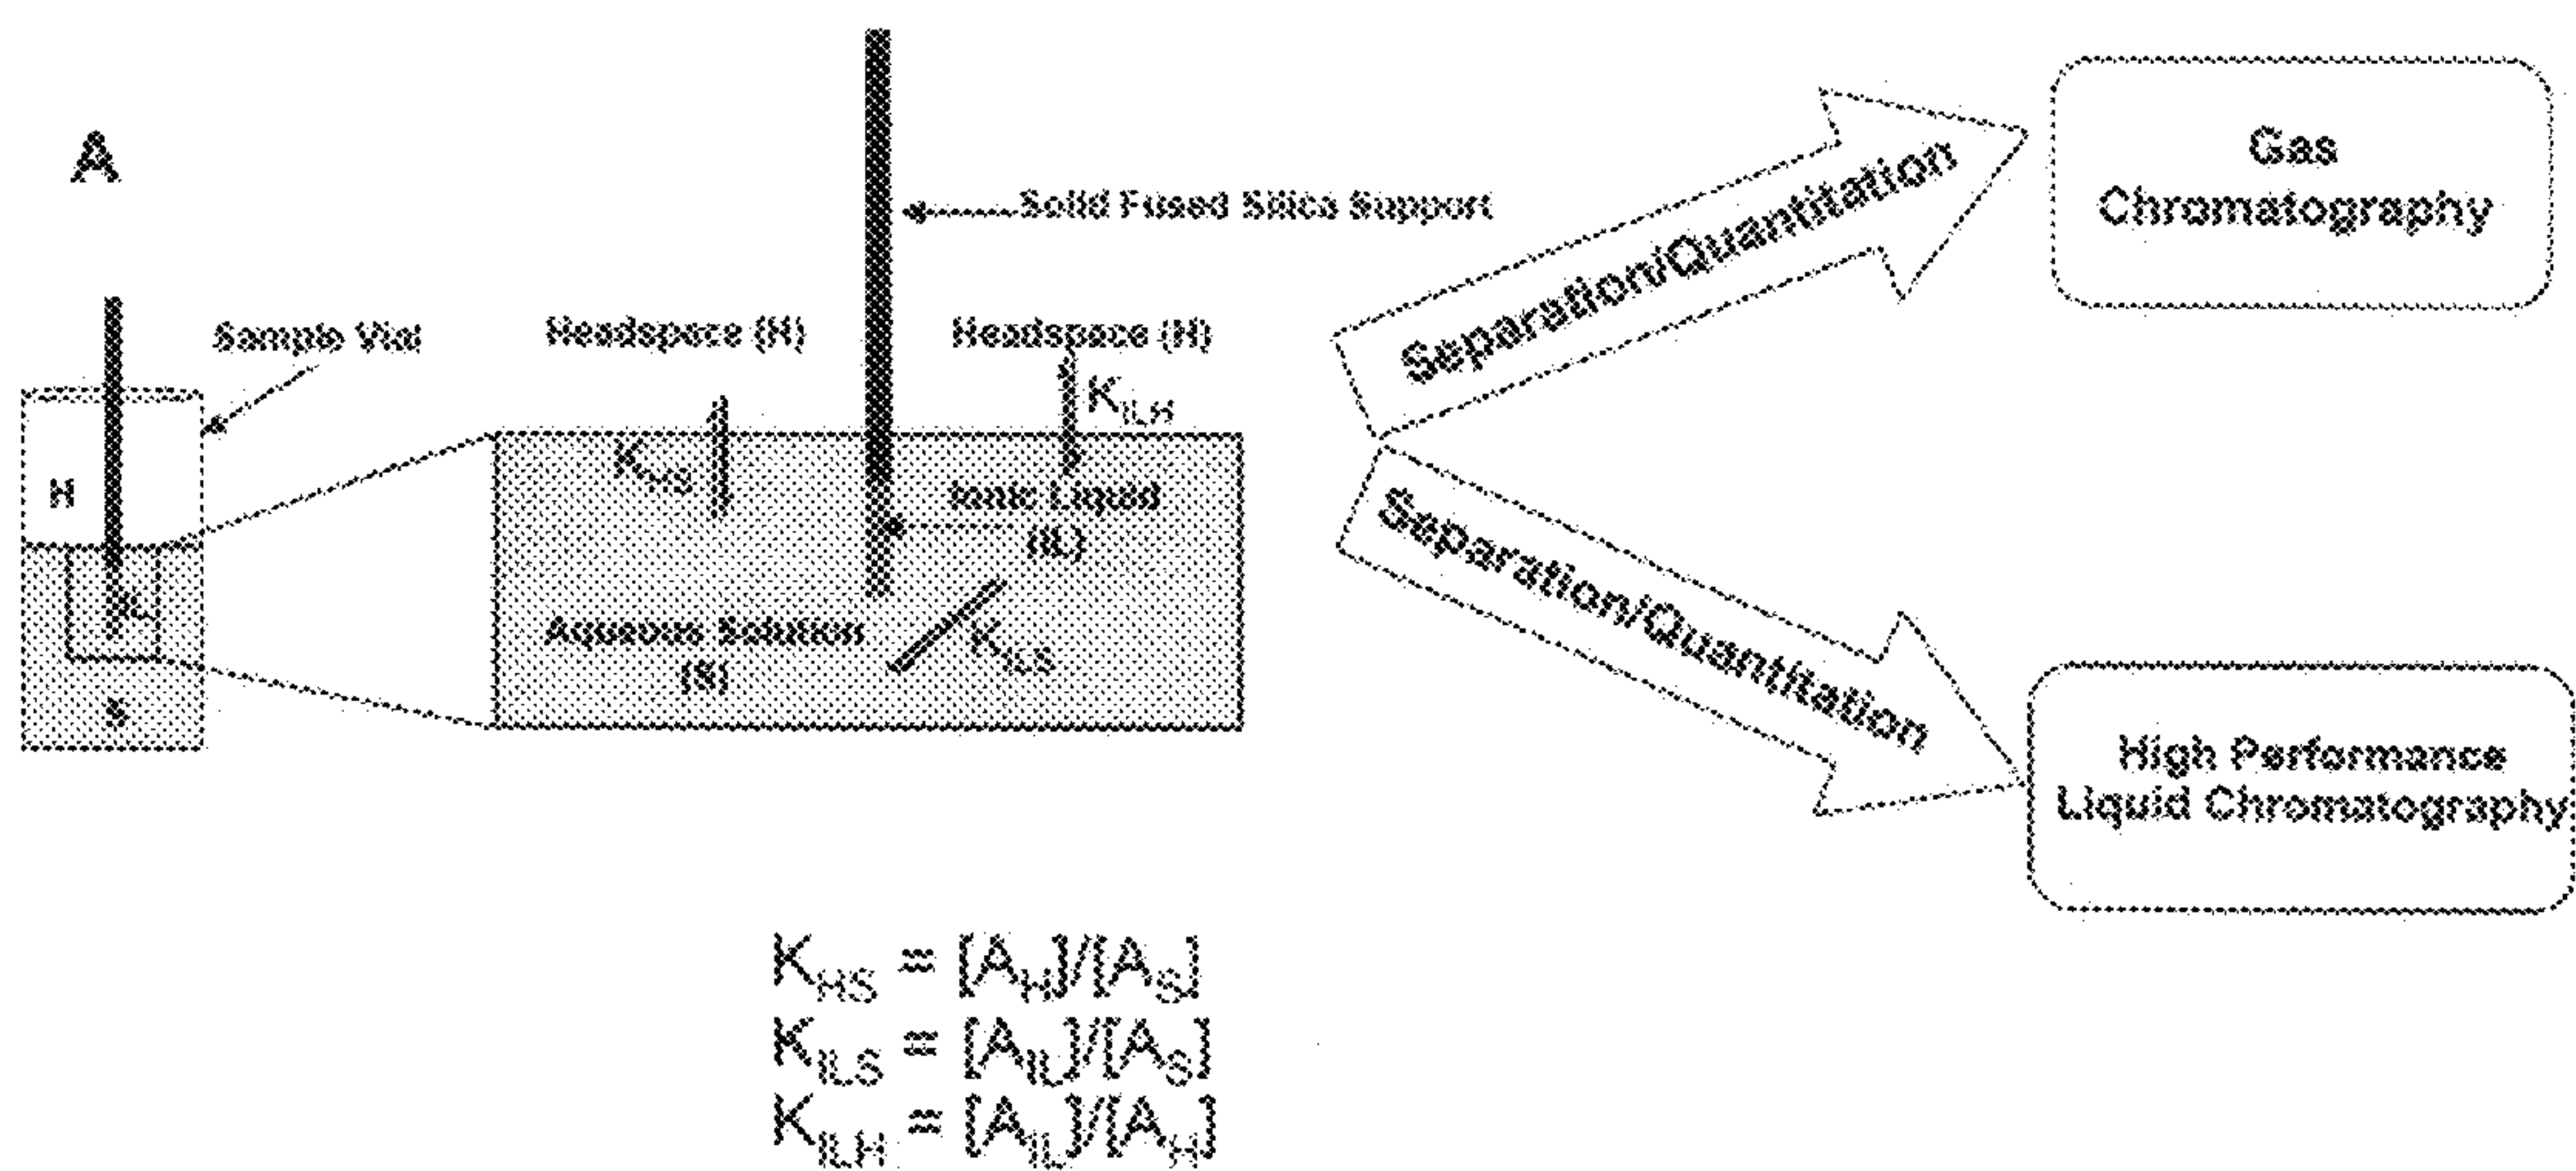 A
Sample Vial
H
IL
S
Headspace (H)
Solid Fused Silica Support
Headspace (H)
K_HS
K_ILH
Ionic Liquid
(IL)
Aqueous Solution
(S)
K_ILS
Separation/Quantitation
Gas
Chromatography
Separation/Quantitation
High Performance
Liquid Chromatography
K_HS = [A_H]/[A_S]
K_ILS = [A_IL]/[A_S]
K_ILH = [A_IL]/[A_H]